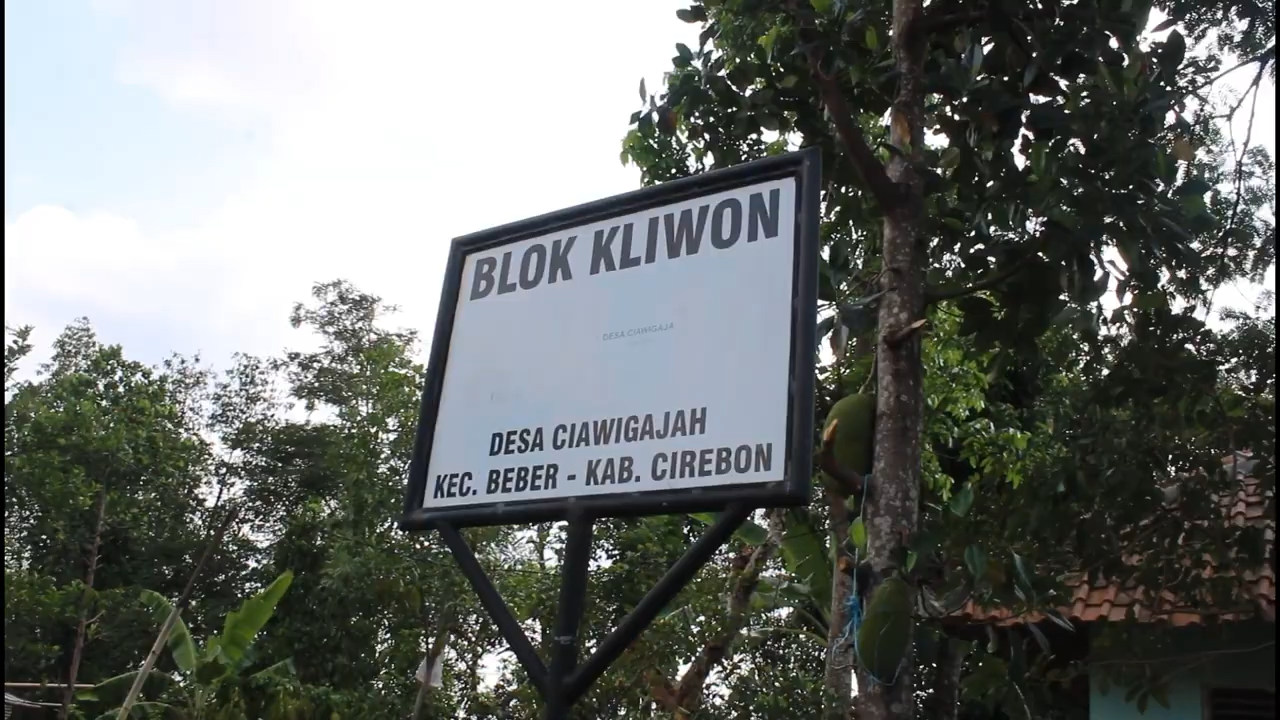 BLOK KLIWON
DESA CIAWIGAJA
DESA CIAWIGAJAH
KEC. BEBER - KAB. CIREBON